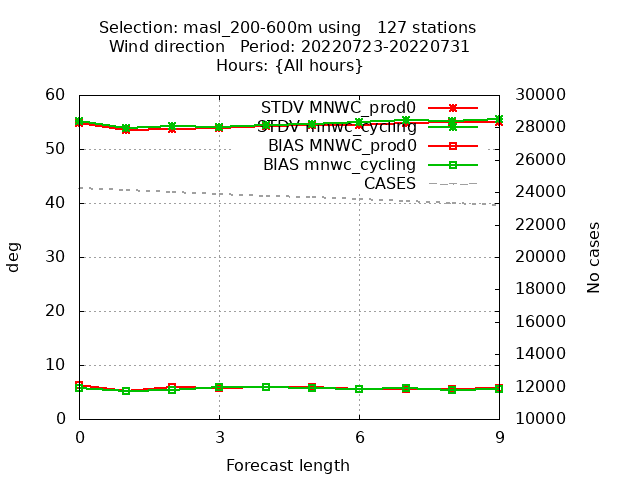 Selection: masl_200-600m using   127 stations
Wind direction   Period: 20220723-20220731
Hours: {All hours}
60 30000
STDV MNWC_prod0
STDV mnwc_cycling
28000
50
BIAS MNWC_prod0
26000
BIAS mnwc_cycling
CASES
24000
40
22000
deg
No cases
30 20000
18000
20
16000
14000
10
12000
0 10000
0 3 6 9
Forecast length